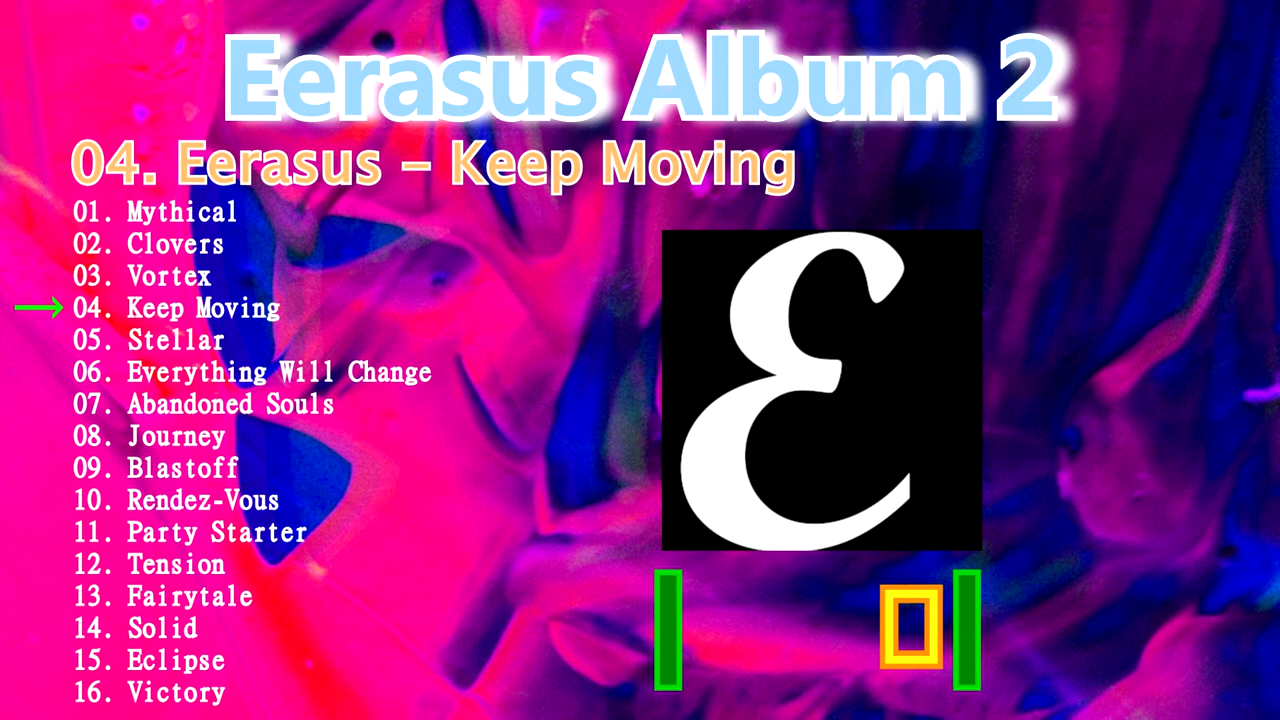 Eerasus Album 2
04. Eerasus - Keep Moving
01. Mythical
02. Clovers
03. Vortex
04. Keep Moving
05. Stellar
06. Everything Will Change
07. Abandoned Souls
08. Journey
09. Blastoff
10. Rendez-Vous
11. Party Starter
12. Tension
13. Fairytale
14. Solid
15. Eclipse
16. Victory
ℰ